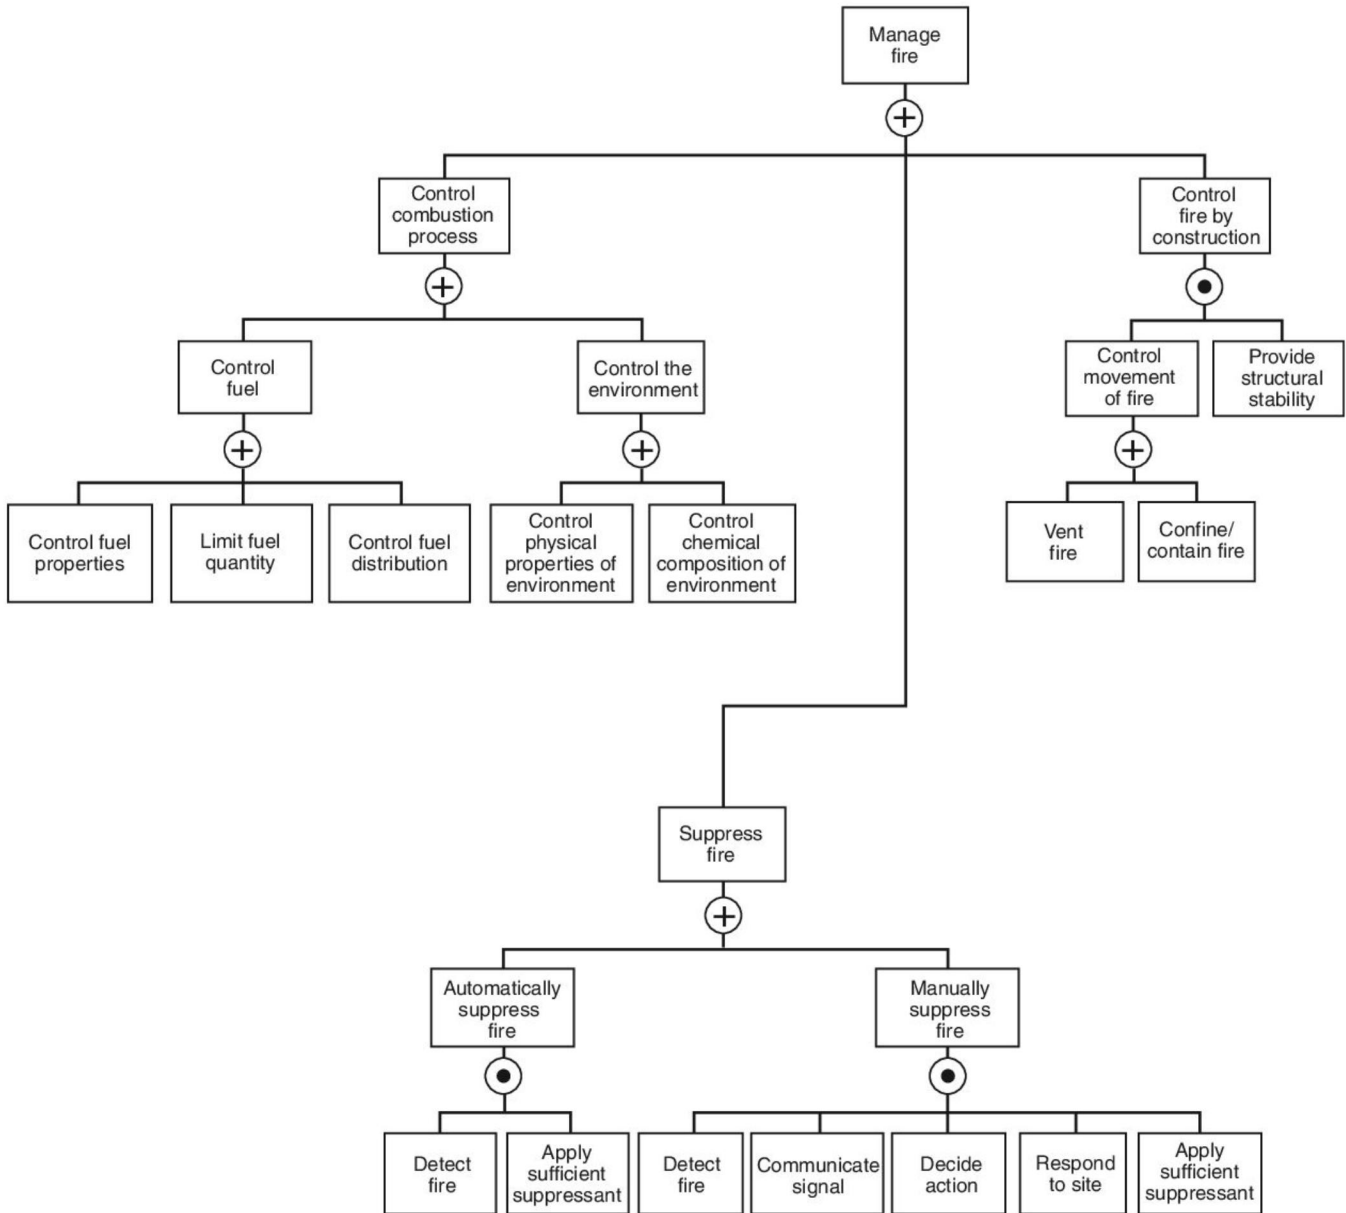 Manage
fire
Control
combustion
process
Control
fire by
construction
Control
fuel
Control the
environment
Control
movement
of fire
Provide
structural
stability
Control fuel
properties
Limit fuel
quantity
Control fuel
distribution
Control
physical
properties of
environment
Control
chemical
composition of
environment
Vent
fire
Confine/
contain fire
Suppress
fire
Automatically
suppress
fire
Manually
suppress
fire
Detect
fire
Apply
sufficient
suppressant
Detect
fire
Communicate
signal
Decide
action
Respond
to site
Apply
sufficient
suppressant